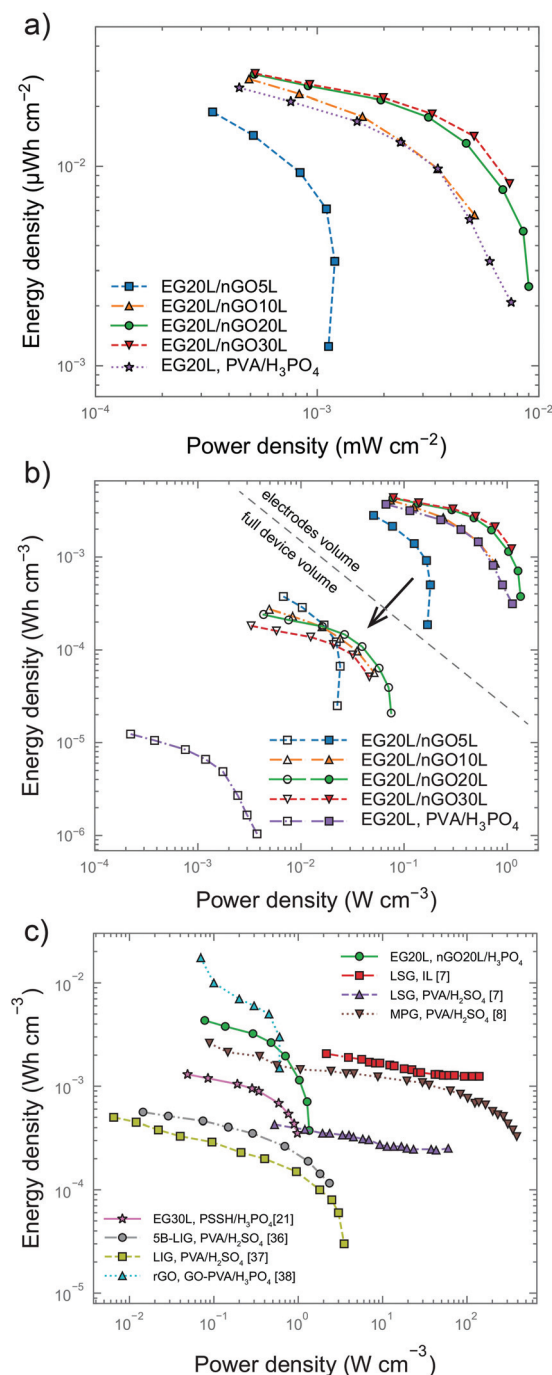 a)
Energy density (µWh cm⁻²)
10⁻²
10⁻³
EG20L/nGO5L
EG20L/nGO10L
EG20L/nGO20L
EG20L/nGO30L
EG20L, PVA/H₃PO₄
10⁻⁴
10⁻³
10⁻²
Power density (mW cm⁻²)
b)
Energy density (Wh cm⁻³)
10⁻³
10⁻⁴
10⁻⁵
10⁻⁶
electrodes volume
full device volume
EG20L/nGO5L
EG20L/nGO10L
EG20L/nGO20L
EG20L/nGO30L
EG20L, PVA/H₃PO₄
10⁻⁴
10⁻³
10⁻²
10⁻¹
10⁰
Power density (W cm⁻³)
c)
Energy density (Wh cm⁻³)
10⁻²
10⁻³
10⁻⁴
10⁻⁵
EG20L, nGO20L/H₃PO₄
LSG, IL [7]
LSG, PVA/H₂SO₄ [7]
MPG, PVA/H₂SO₄ [8]
EG30L, PSSH/H₃PO₄[21]
5B-LIG, PVA/H₂SO₄ [36]
LIG, PVA/H₂SO₄ [37]
rGO, GO-PVA/H₃PO₄ [38]
10⁻²
10⁻¹
10⁰
10¹
10²
Power density (W cm⁻³)